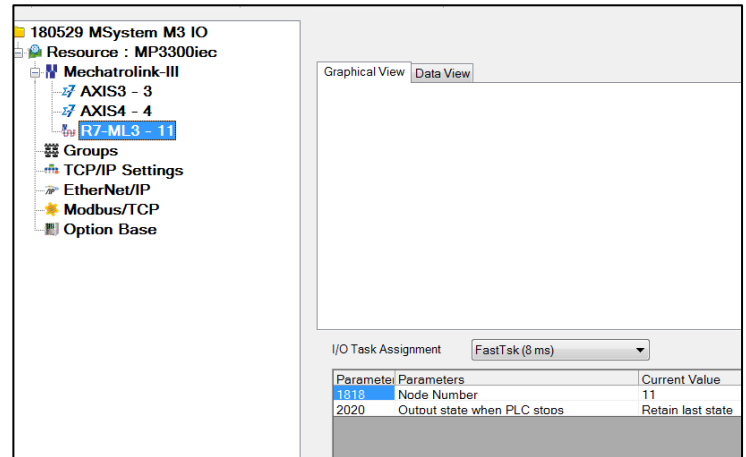 180529 MSystem M3 IO
Resource : MP3300iec
Mechatrolink-III
AXIS3 - 3
AXIS4 - 4
R7-ML3 - 11
Groups
TCP/IP Settings
EtherNet/IP
Modbus/TCP
Option Base
Graphical View Data View
I/O Task Assignment FastTsk (8 ms)
Parameter Parameters Current Value
1818 Node Number 11
2020 Output state when PLC stops Retain last state